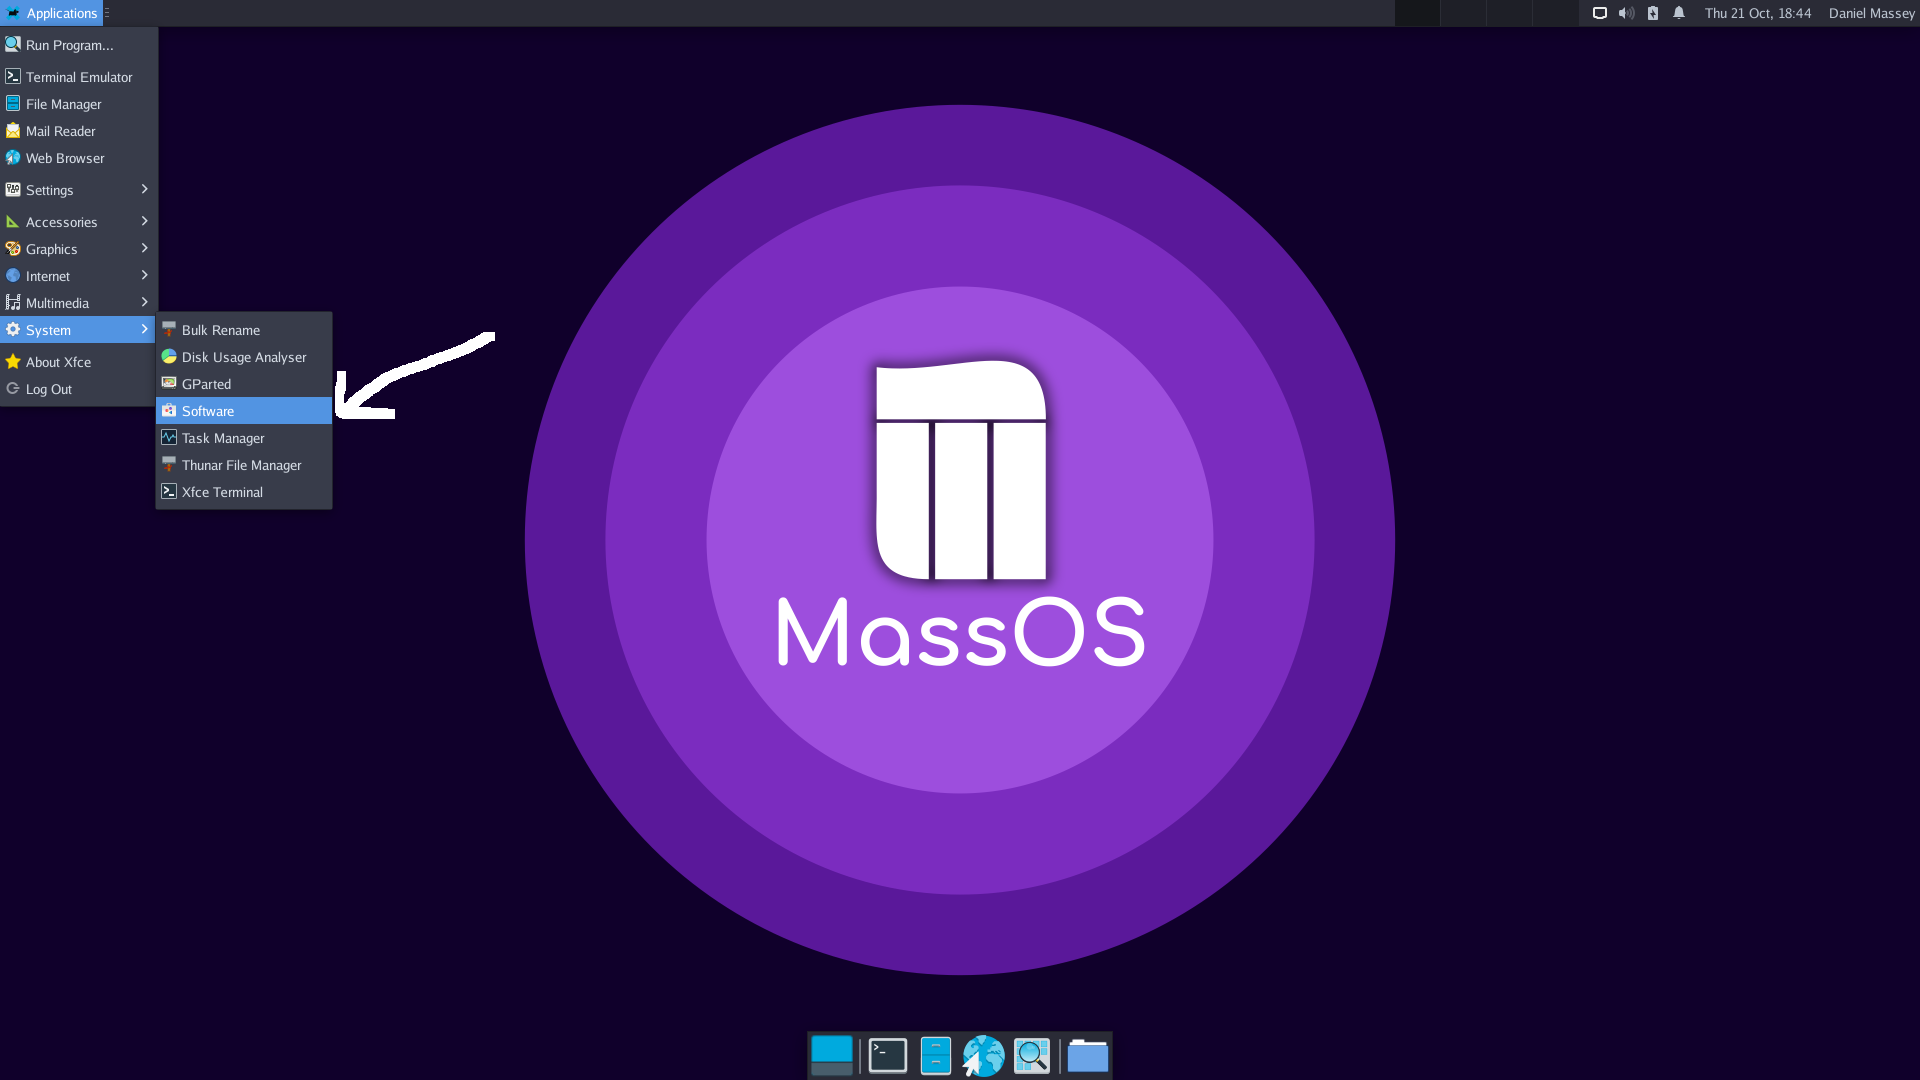 Applications
Thu 21 Oct, 18:44
Daniel Massey
Run Program...
Terminal Emulator
File Manager
Mail Reader
Web Browser
Settings
Accessories
Graphics
Internet
Multimedia
System
About Xfce
Log Out
Bulk Rename
Disk Usage Analyser
GParted
Software
Task Manager
Thunar File Manager
Xfce Terminal
MassOS